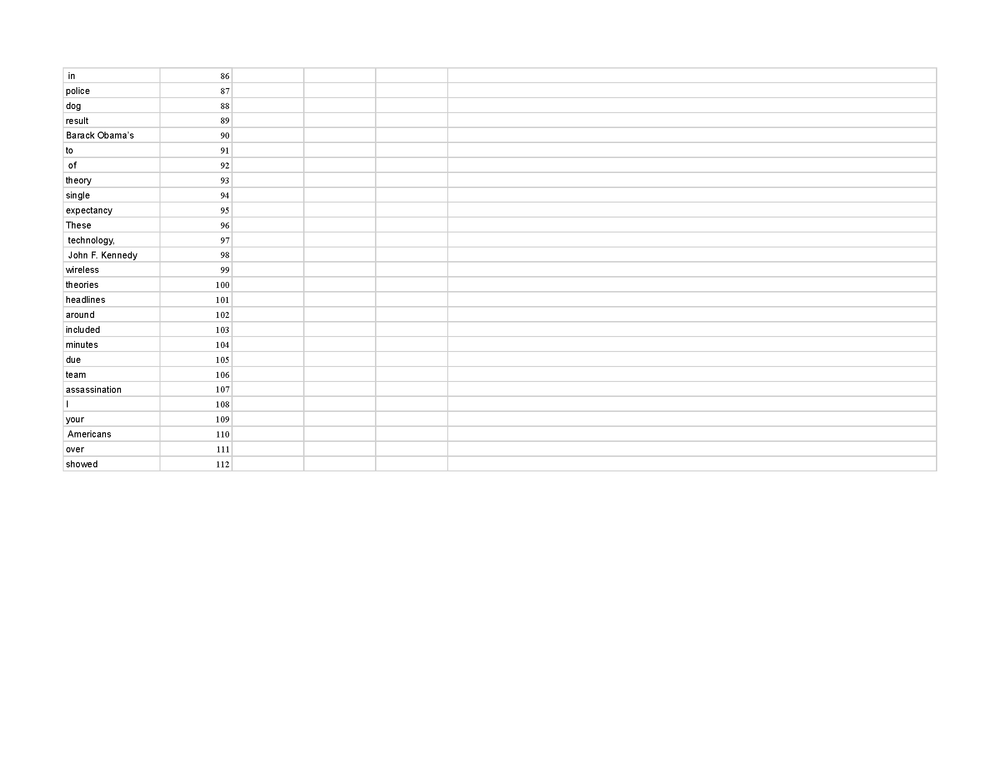 in 86
police 87
dog 88
result 89
Barack Obama’s 90
to 91
of 92
theory 93
single 94
expectancy 95
These 96
technology, 97
John F. Kennedy 98
wireless 99
theories 100
headlines 101
around 102
included 103
minutes 104
due 105
team 106
assassination 107
I 108
your 109
Americans 110
over 111
showed 112